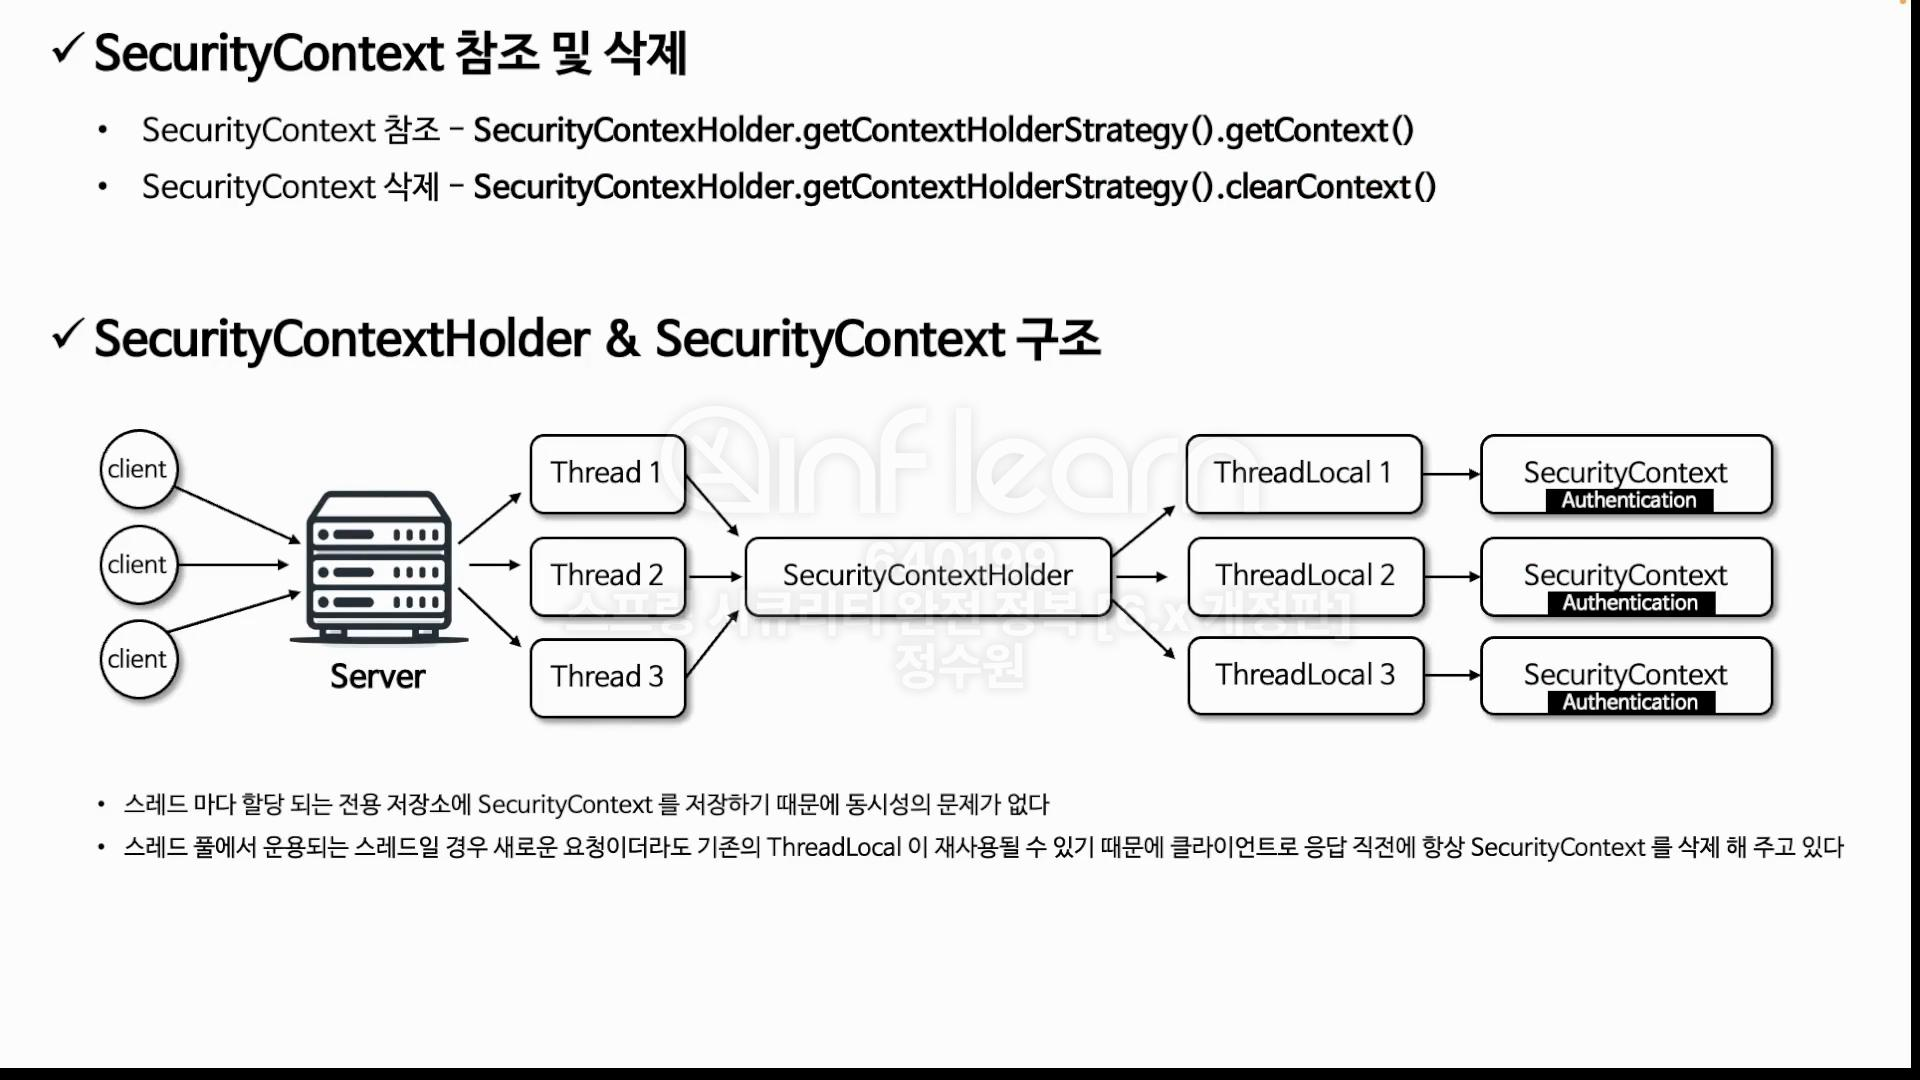 ✓ SecurityContext 참조 및 삭제
• SecurityContext 참조 – SecurityContexHolder.getContextHolderStrategy().getContext()
• SecurityContext 삭제 – SecurityContexHolder.getContextHolderStrategy().clearContext()
✓ SecurityContextHolder & SecurityContext 구조
client
client
client
Server
Thread 1
Thread 2
Thread 3
SecurityContextHolder
ThreadLocal 1
ThreadLocal 2
ThreadLocal 3
SecurityContext
Authentication
SecurityContext
Authentication
SecurityContext
Authentication
inflearn
640199
스프링 시큐리티 완전 정복 [6.x 개정판]
정수원
• 스레드 마다 할당 되는 전용 저장소에 SecurityContext 를 저장하기 때문에 동시성의 문제가 없다
• 스레드 풀에서 운용되는 스레드일 경우 새로운 요청이더라도 기존의 ThreadLocal 이 재사용될 수 있기 때문에 클라이언트로 응답 직전에 항상 SecurityContext 를 삭제 해 주고 있다